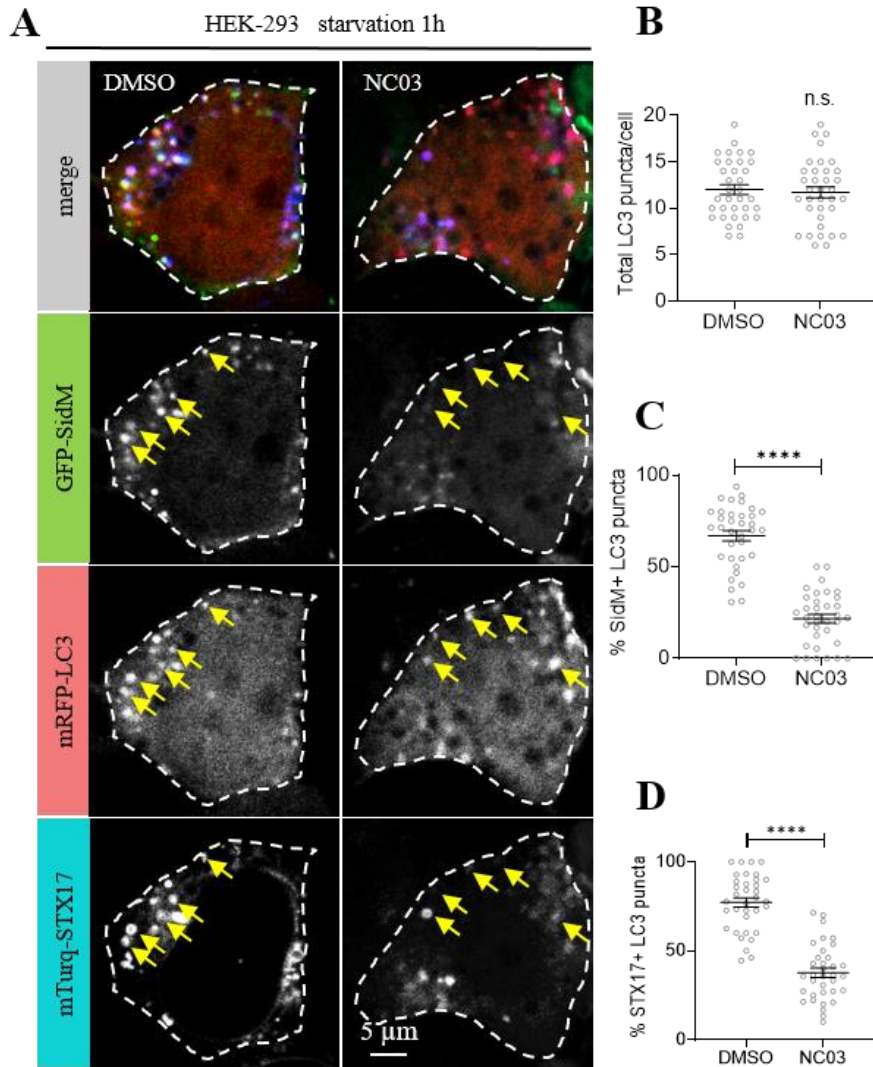 A
HEK-293 starvation 1h
DMSO
NC03
merge
GFP-SidM
mRFP-LC3
mTurq-STX17
5 µm
B
n.s.
Total LC3 puncta/cell
20
15
10
5
0
DMSO
NC03
C
****
% SidM+ LC3 puncta
100
50
0
DMSO
NC03
D
****
% STX17+ LC3 puncta
100
50
0
DMSO
NC03